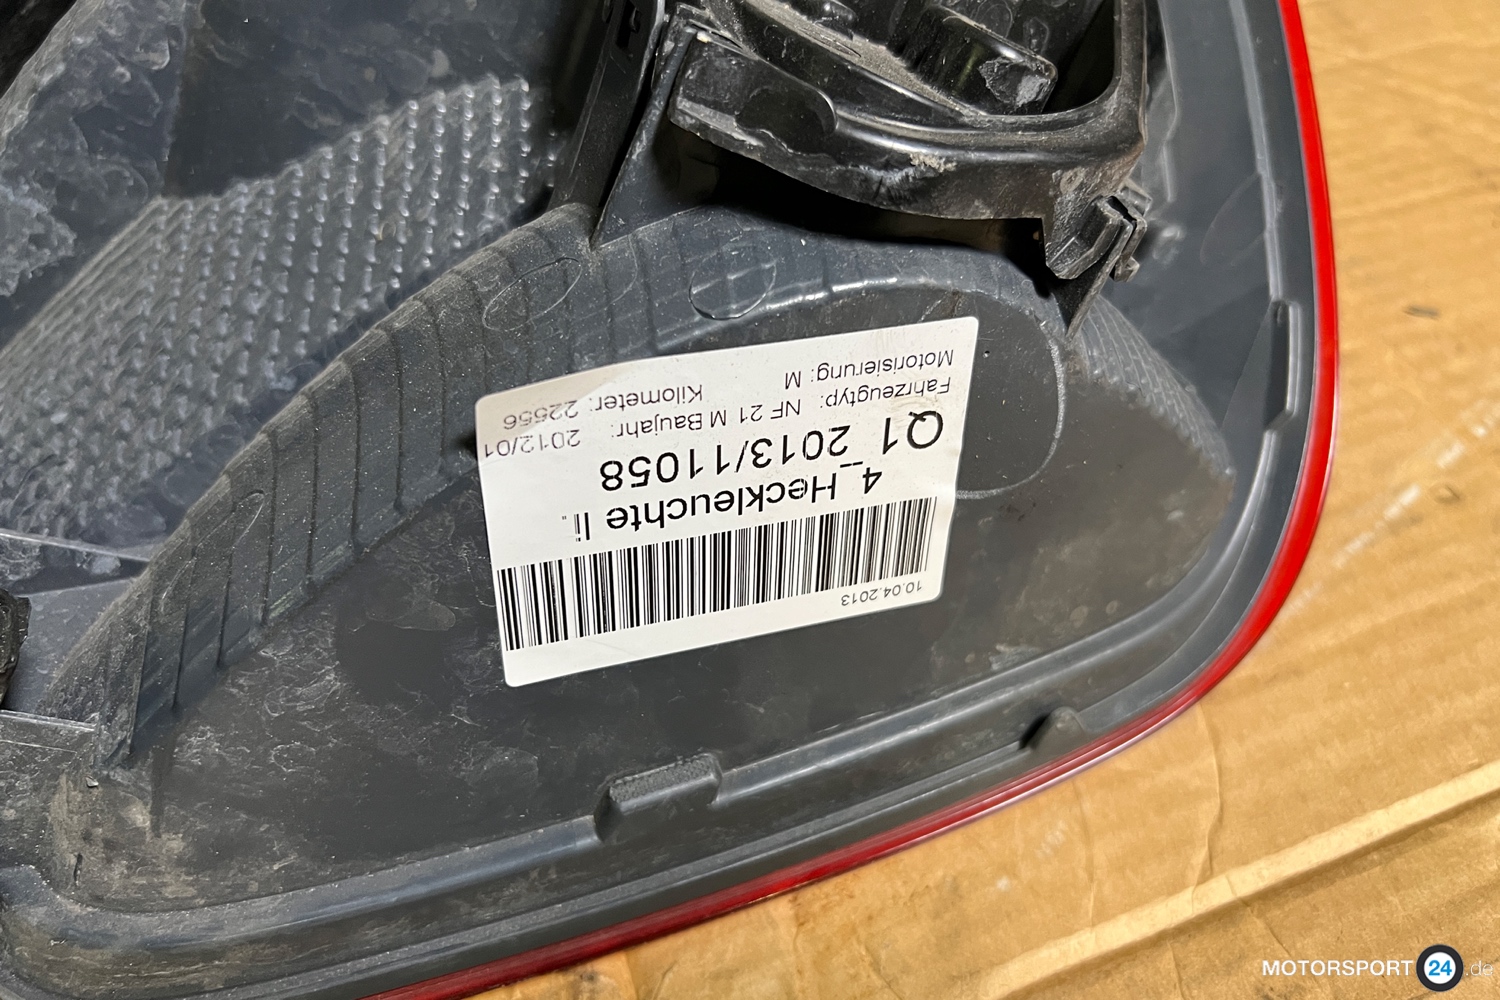 Motorisierung: M Kilometer: 22556
Fahrzeugtyp: NF 21 M Baujahr: 2012/01
Q1_2013/11058
4_Heckleuchte li..
10.04.2013
MOTORSPORT 24 .de